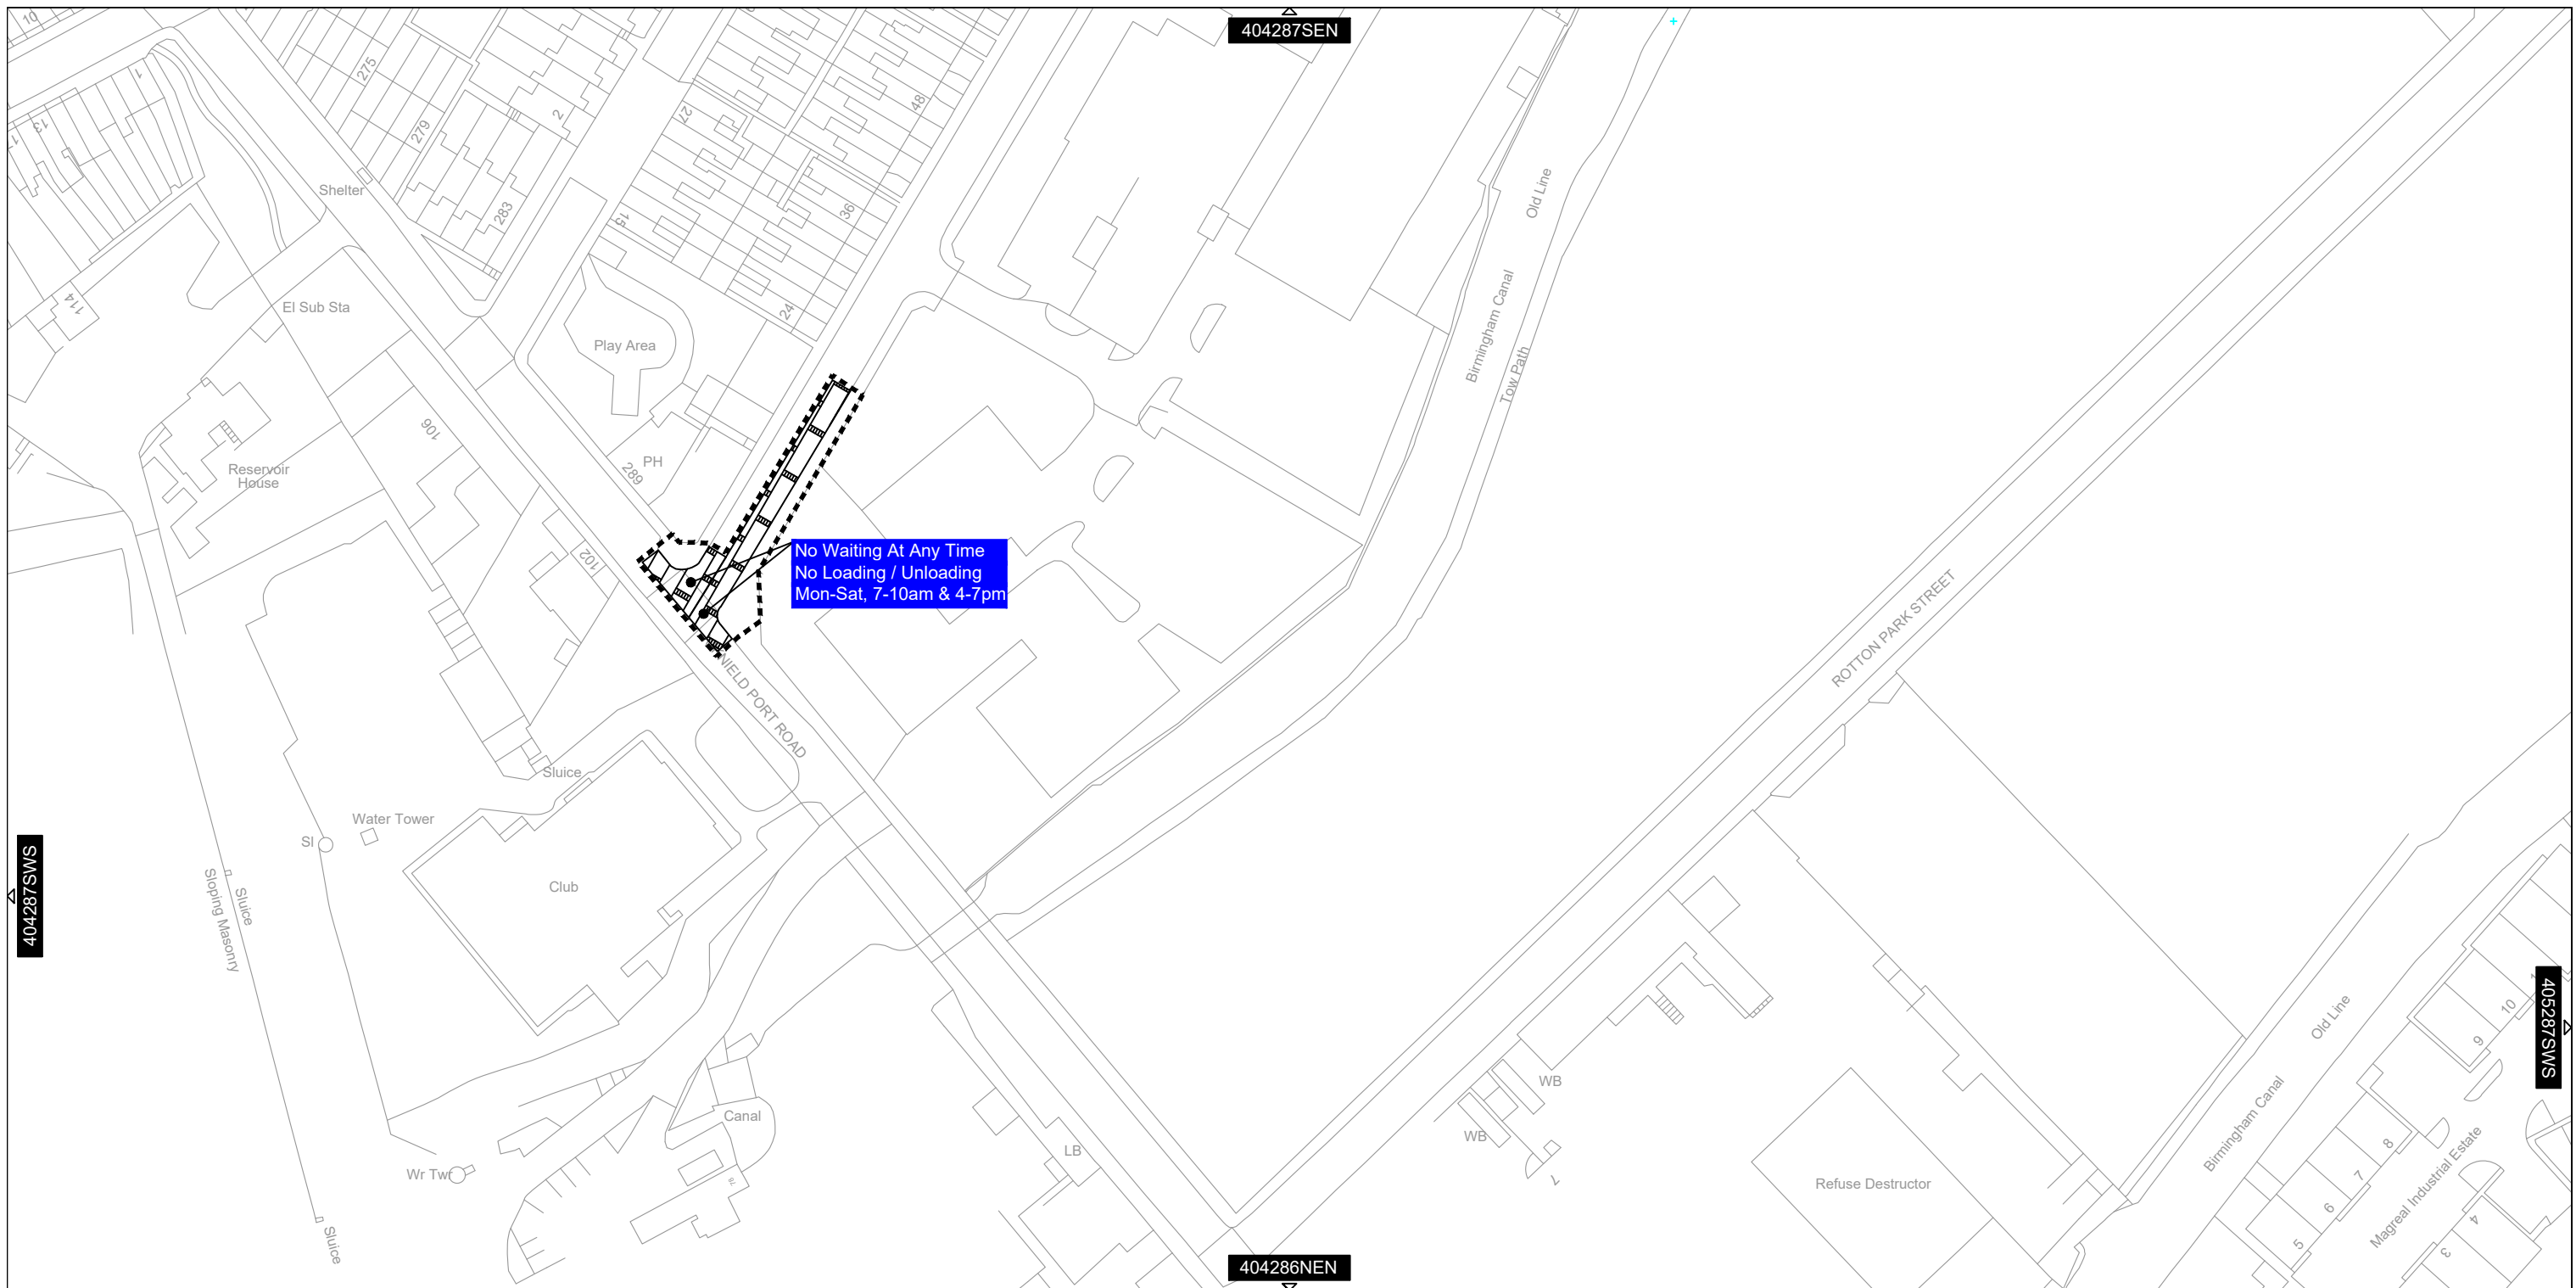 404287SEN
10
275
1
13
279
2
27
48
Shelter
283
15
36
Old Line
114
El Sub Sta
24
Birmingham Canal
Play Area
Tow Path
106
PH
289
Reservoir
House
102
No Waiting At Any Time
No Loading / Unloading
Mon-Sat, 7-10am & 4-7pm
ROTTON PARK STREET
NIELD PORT ROAD
Sluice
Water Tower
Sl
404287SWS
Club
Sluice
Sloping Masonry
10
Old Line
405287SWS
9
WB
Canal
WB
Birmingham Canal
8
LB
Magreal Industrial Estate
Wr Twr
7
7
76
Refuse Destructor
6
4
Sluice
5
3
404286NEN